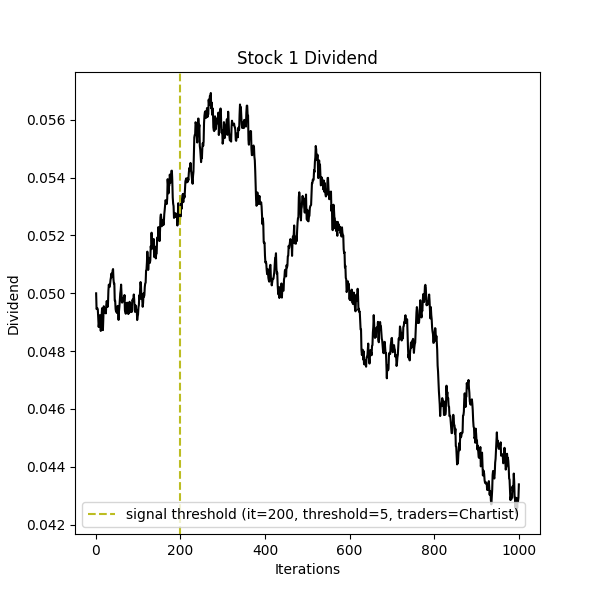 Stock 1 Dividend
0.056
0.054
0.052
0.050
0.048
0.046
0.044
0.042
Dividend
signal threshold (it=200, threshold=5, traders=Chartist)
0 200 400 600 800 1000
Iterations